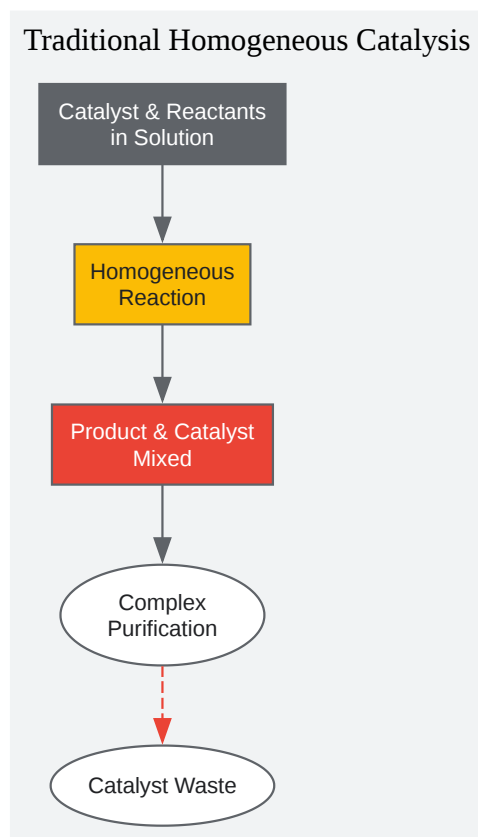 Traditional Homogeneous Catalysis
Catalyst & Reactants
in Solution
Homogeneous
Reaction
Product & Catalyst
Mixed
Complex
Purification
Catalyst Waste